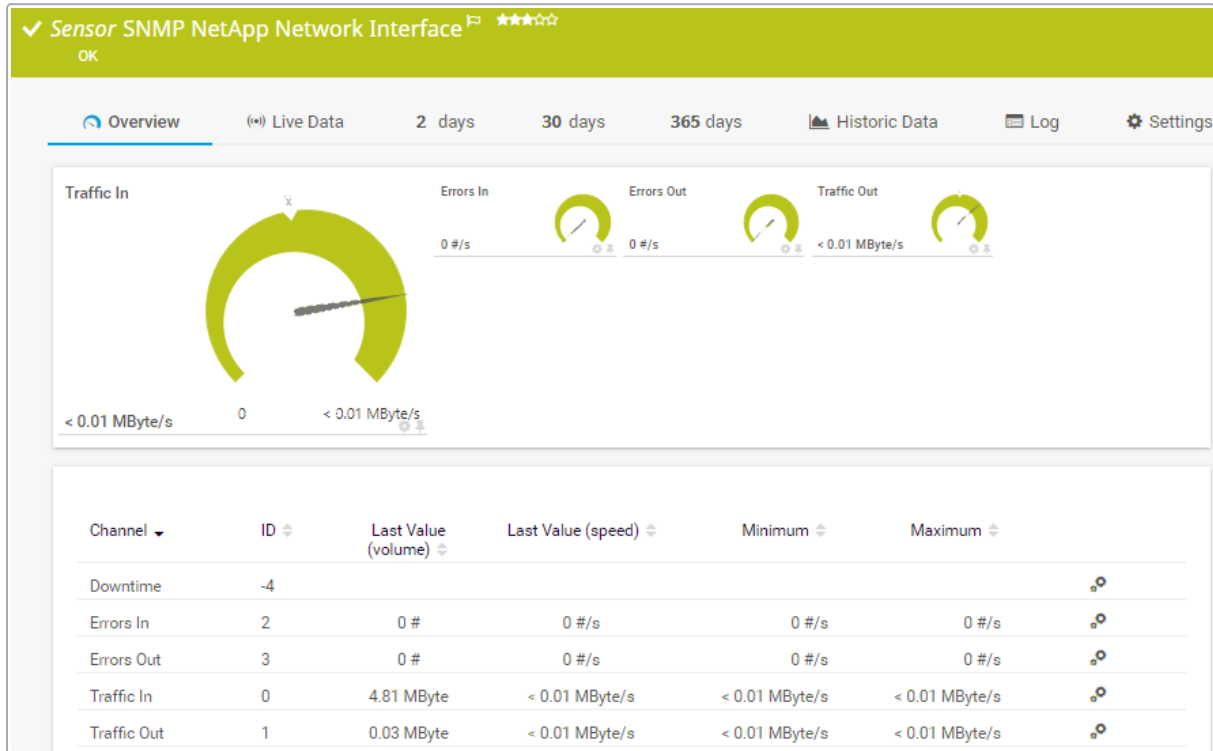 Sensor SNMP NetApp Network Interface
OK
Overview
Live Data
2 days
30 days
365 days
Historic Data
Log
Settings
Traffic In
x
< 0.01 MByte/s
0
< 0.01 MByte/s
Errors In
0 #/s
Errors Out
0 #/s
Traffic Out
< 0.01 MByte/s
Channel ID Last Value (volume) Last Value (speed) Minimum Maximum
Downtime -4
Errors In 2 0 # 0 #/s 0 #/s 0 #/s
Errors Out 3 0 # 0 #/s 0 #/s 0 #/s
Traffic In 0 4.81 MByte < 0.01 MByte/s < 0.01 MByte/s < 0.01 MByte/s
Traffic Out 1 0.03 MByte < 0.01 MByte/s < 0.01 MByte/s < 0.01 MByte/s